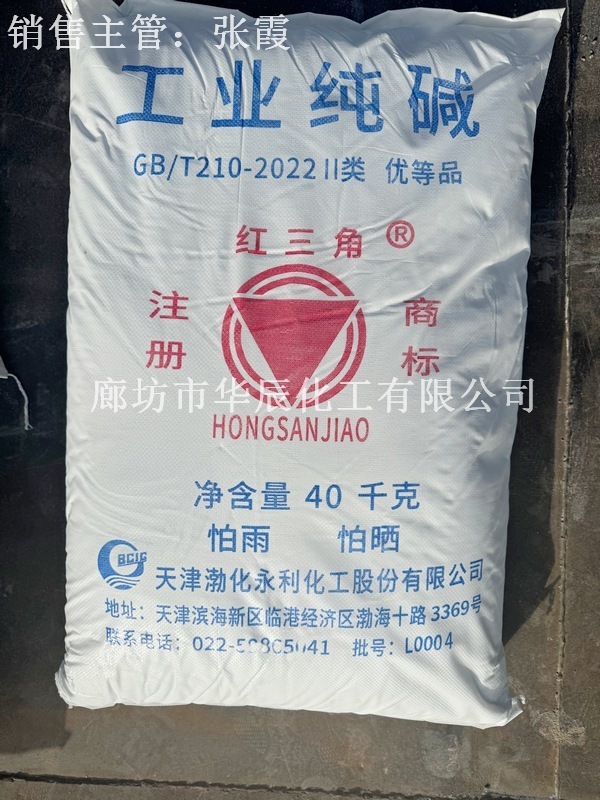 销售主管：张霞
工业纯碱
GB/T210-2022 II类 优等品
红三角®
注册
商标
廊坊市华辰化工有限公司
HONGSANJIAO
净含量 40 千克
怕雨 怕晒
BCIG
天津渤化永利化工股份有限公司
地址：天津滨海新区临港经济区渤海十路 3369号
联系电话： 批号：L0004